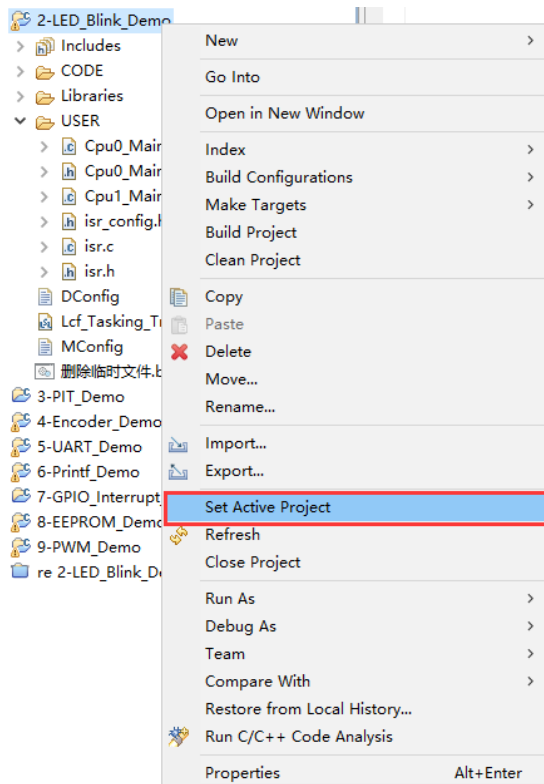 2-LED_Blink_Demo
Includes
CODE
Libraries
USER
Cpu0_Mair
Cpu0_Mair
Cpu1_Mair
isr_config.h
isr.c
isr.h
DConfig
Lcf_Tasking_Tr
MConfig
删除临时文件.b
3-PIT_Demo
4-Encoder_Demo
5-UART_Demo
6-Printf_Demo
7-GPIO_Interrupt_
8-EEPROM_Demo
9-PWM_Demo
re 2-LED_Blink_De
New
Go Into
Open in New Window
Index
Build Configurations
Make Targets
Build Project
Clean Project
Copy
Paste
Delete
Move...
Rename...
Import...
Export...
Set Active Project
Refresh
Close Project
Run As
Debug As
Team
Compare With
Restore from Local History...
Run C/C++ Code Analysis
Properties Alt+Enter